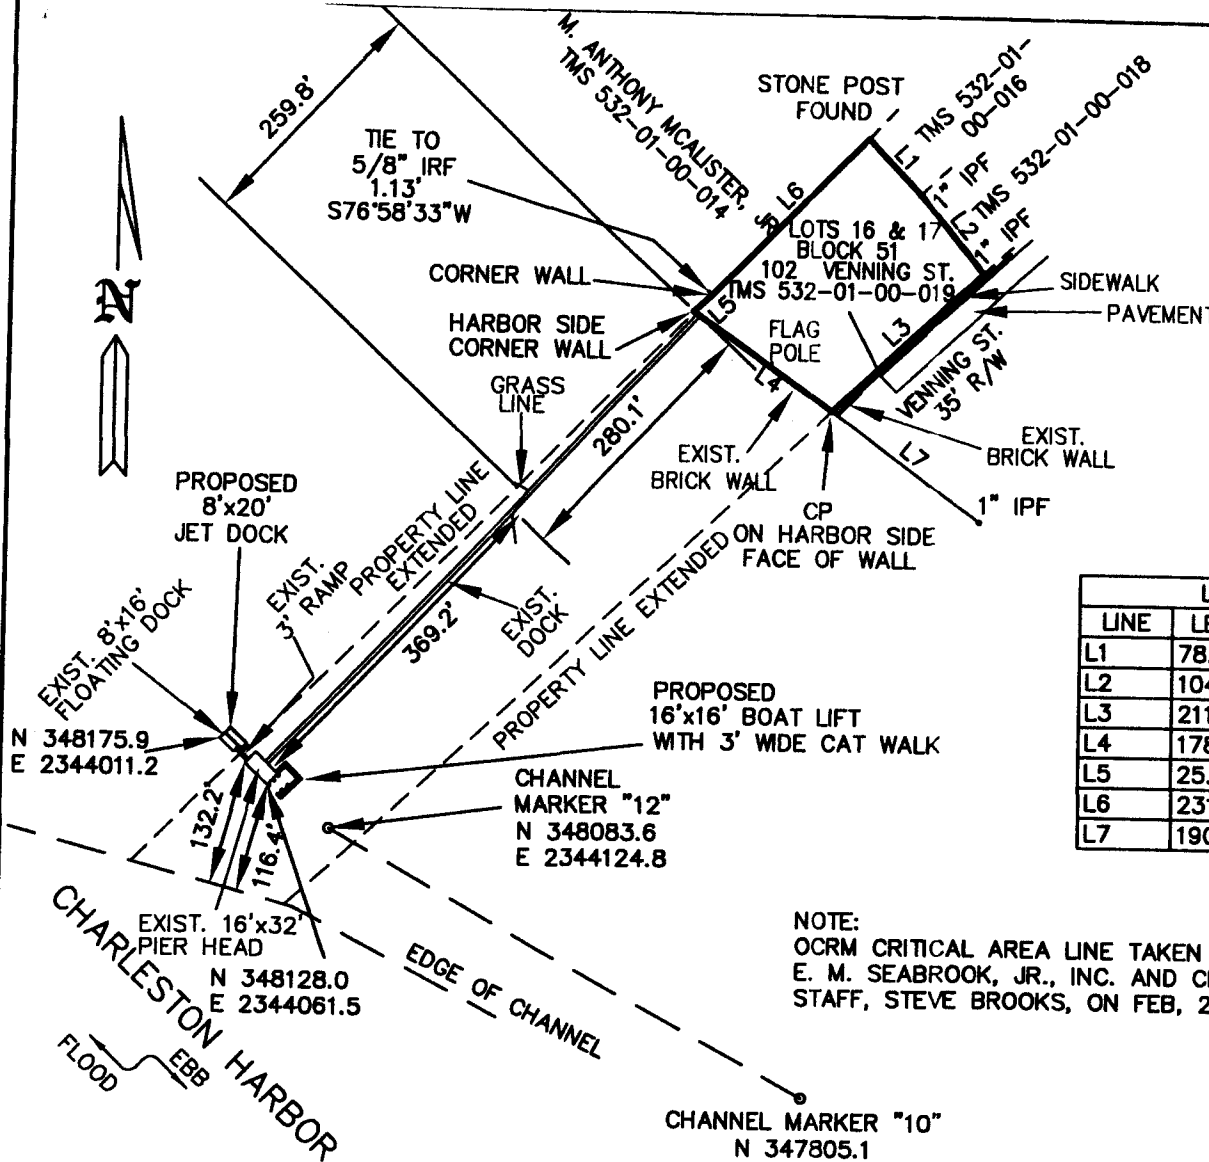 259.8'
M. ANTHONY MCALISTER, JR
TMS 532-01-00-014
STONE POST
FOUND
TMS 532-01-
00-016
TMS 532-01-00-018
L1
1" IPF
L2
1" IPF
TIE TO
5/8" IRF
1.13'
S76°58'33"W
L6
LOTS 16 & 17
BLOCK 51
102 VENNING ST.
TMS 532-01-00-019
CORNER WALL
SIDEWALK
PAVEMENT
N
HARBOR SIDE
CORNER WALL
L5
FLAG
POLE
L3
L4
VENNING ST.
35' R/W
GRASS
LINE
280.1'
EXIST.
BRICK WALL
EXIST.
BRICK WALL
L7
1" IPF
CP
ON HARBOR SIDE
FACE OF WALL
PROPOSED
8'x20'
JET DOCK
PROPERTY LINE
EXTENDED
EXIST.
3' RAMP
369.2'
EXIST.
DOCK
PROPERTY LINE EXTENDED
EXIST. 8'x16'
FLOATING DOCK
N 348175.9
E 2344011.2
PROPOSED
16'x16' BOAT LIFT
WITH 3' WIDE CAT WALK
CHANNEL
MARKER "12"
N 348083.6
E 2344124.8
132.2'
116.4'
EXIST. 16'x32'
PIER HEAD
N 348128.0
E 2344061.5
EDGE OF CHANNEL
CHARLESTON HARBOR
FLOOD
EBB
CHANNEL MARKER "10"
N 347805.1
L
LINE LE
L1 78.
L2 104
L3 211
L4 178
L5 25.
L6 231
L7 190
NOTE:
OCRM CRITICAL AREA LINE TAKEN
E. M. SEABROOK, JR., INC. AND
STAFF, STEVE BROOKS, ON FEB, 2